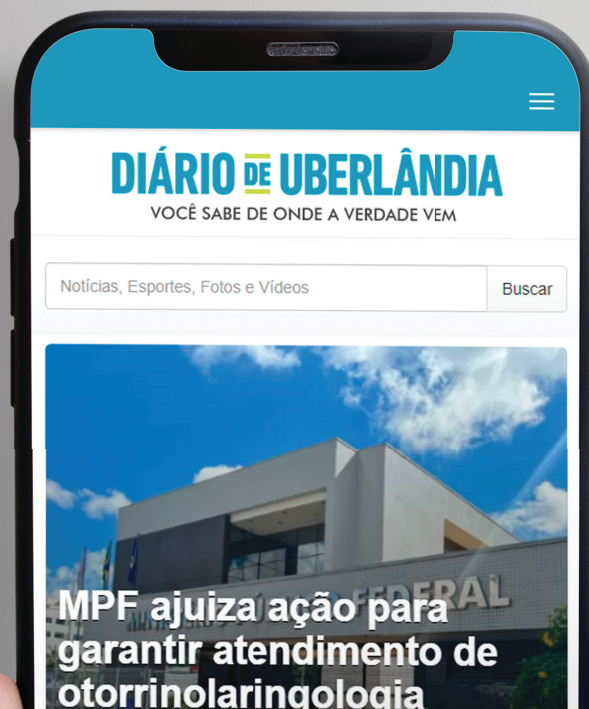 DIÁRIO DE UBERLÂNDIA
VOCÊ SABE DE ONDE A VERDADE VEM
Notícias, Esportes, Fotos e Vídeos
Buscar
MPF ajuiza ação para
garantir atendimento de
otorrinolaringologia
FEDERAL